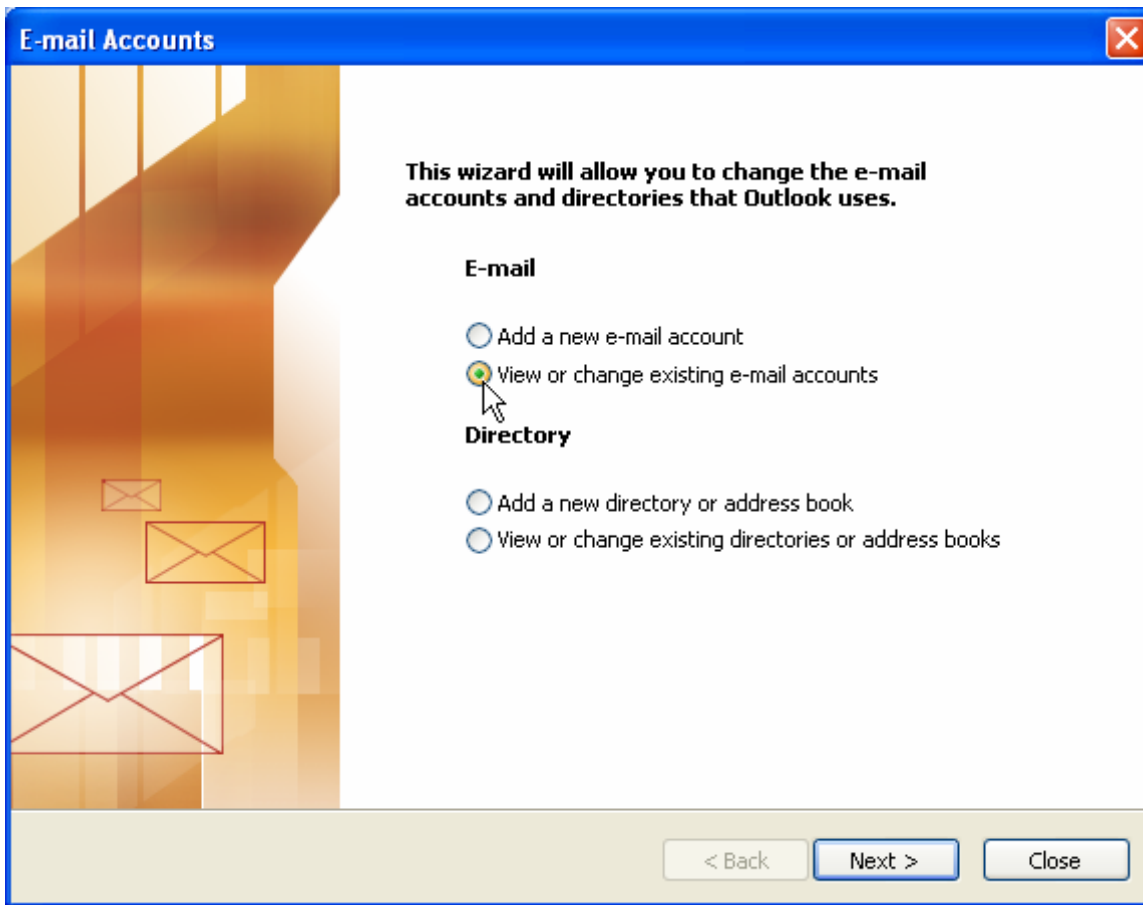 E-mail Accounts
This wizard will allow you to change the e-mail
accounts and directories that Outlook uses.
E-mail
Add a new e-mail account
View or change existing e-mail accounts
Directory
Add a new directory or address book
View or change existing directories or address books
< Back
Next >
Close